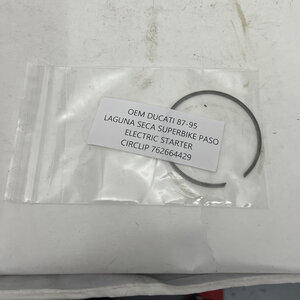 OEM DUCATI 87-95
LAGUNA SECA SUPERBIKE PASO
ELECTRIC STARTER
CIRCLIP 762664429